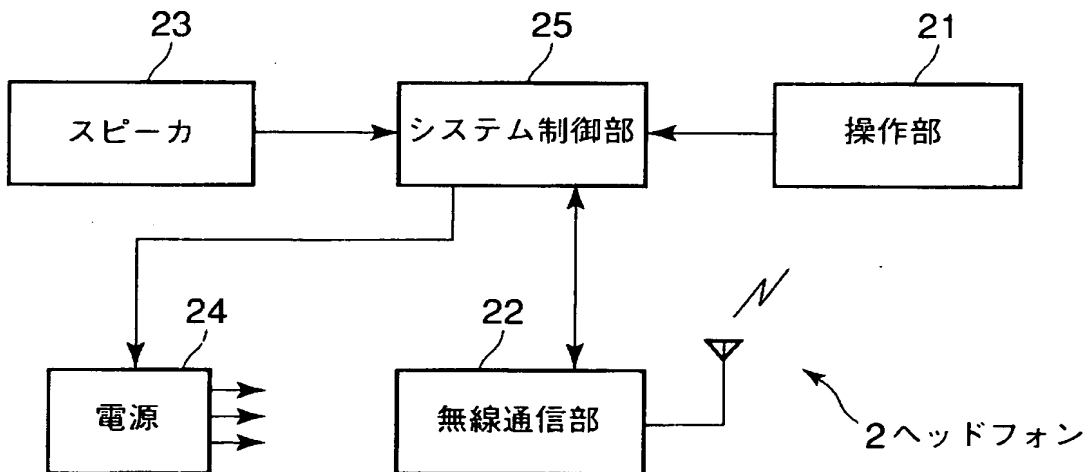 23
25
21
スピーカ
システム制御部
操作部
24
22
電源
無線通信部
2ヘッドフォン